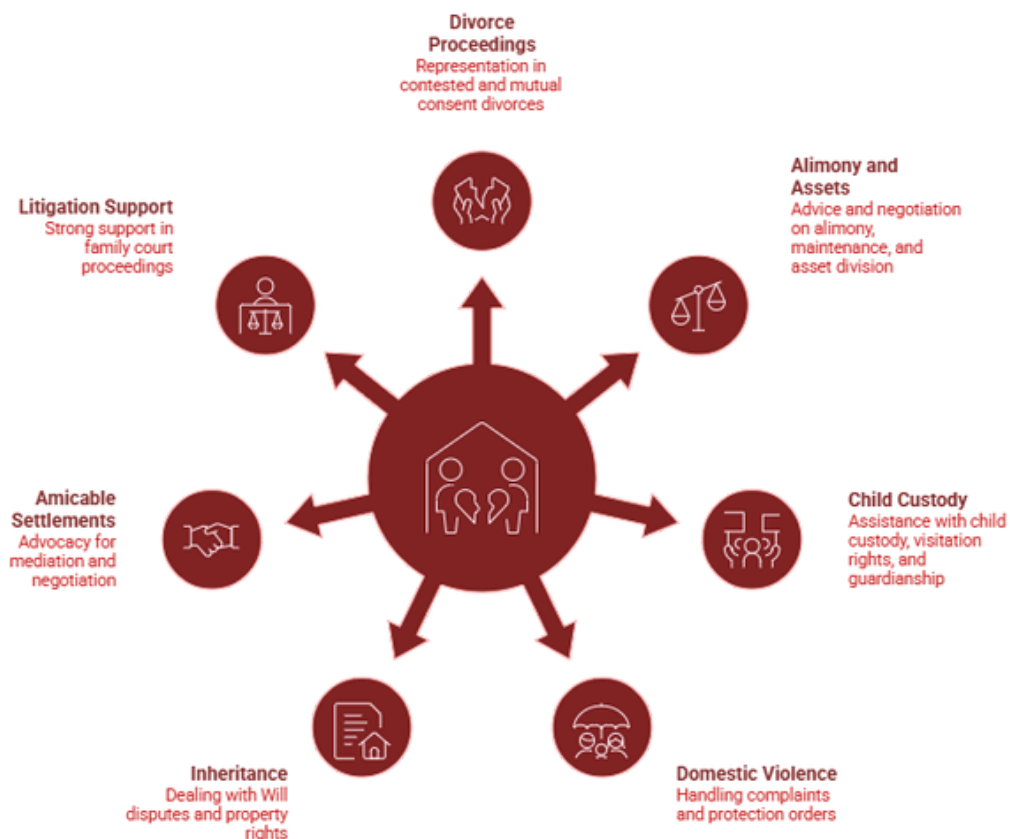 Divorce
Proceedings
Representation in
contested and mutual
consent divorces
Alimony and
Assets
Advice and negotiation
on alimony,
maintenance, and
asset division
Litigation Support
Strong support in
family court
proceedings
Child Custody
Assistance with child
custody, visitation
rights, and
guardianship
Amicable
Settlements
Advocacy for
mediation and
negotiation
Domestic Violence
Handling complaints
and protection orders
Inheritance
Dealing with Will
disputes and property
rights